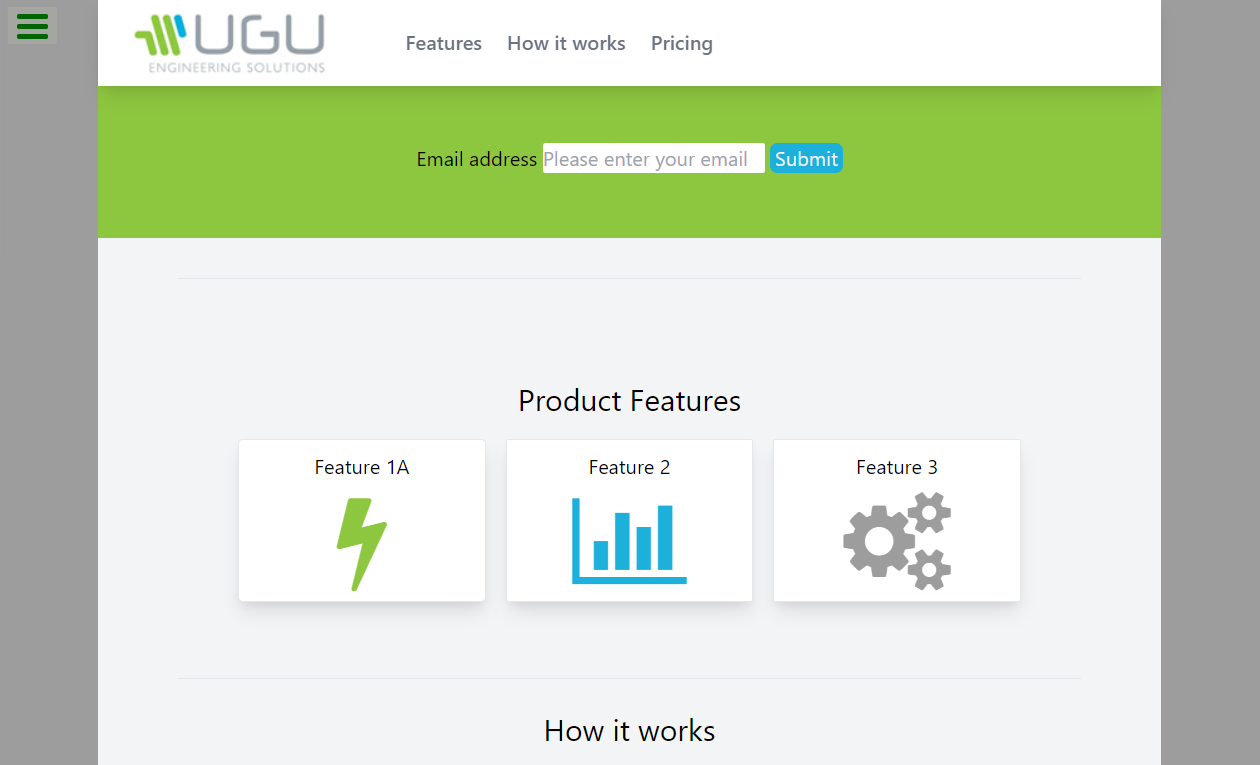 UGU
ENGINEERING SOLUTIONS
Features How it works Pricing
Email address Please enter your email Submit
Product Features
Feature 1A Feature 2 Feature 3
How it works